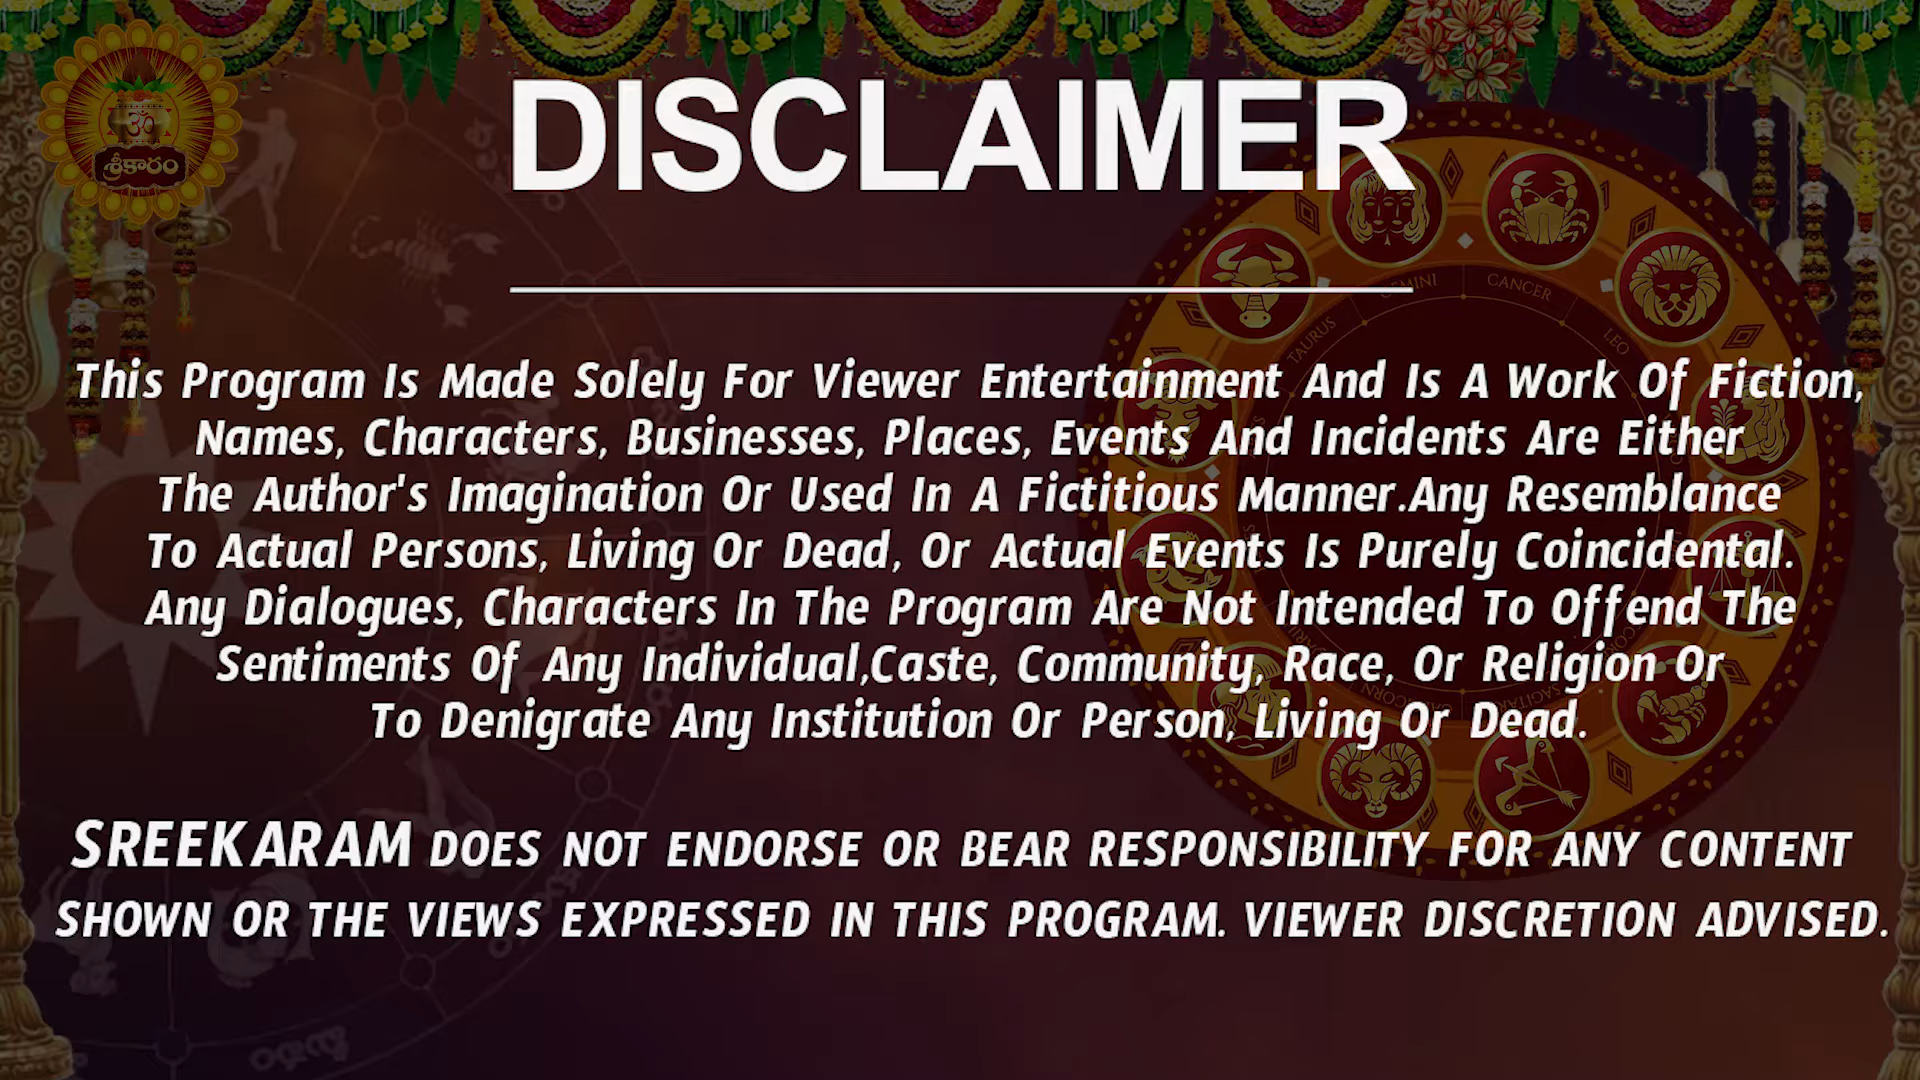 ॐ
శ్రీకారం
DISCLAIMER
GEMINI
CANCER
TAURUS
LEO
This Program Is Made Solely For Viewer Entertainment And Is A Work Of Fiction,
Names, Characters, Businesses, Places, Events And Incidents Are Either
The Author's Imagination Or Used In A Fictitious Manner.Any Resemblance
To Actual Persons, Living Or Dead, Or Actual Events Is Purely Coincidental.
Any Dialogues, Characters In The Program Are Not Intended To Offend The
Sentiments Of Any Individual,Caste, Community, Race, Or Religion Or
To Denigrate Any Institution Or Person, Living Or Dead.
SREEKARAM DOES NOT ENDORSE OR BEAR RESPONSIBILITY FOR ANY CONTENT
SHOWN OR THE VIEWS EXPRESSED IN THIS PROGRAM. VIEWER DISCRETION ADVISED.